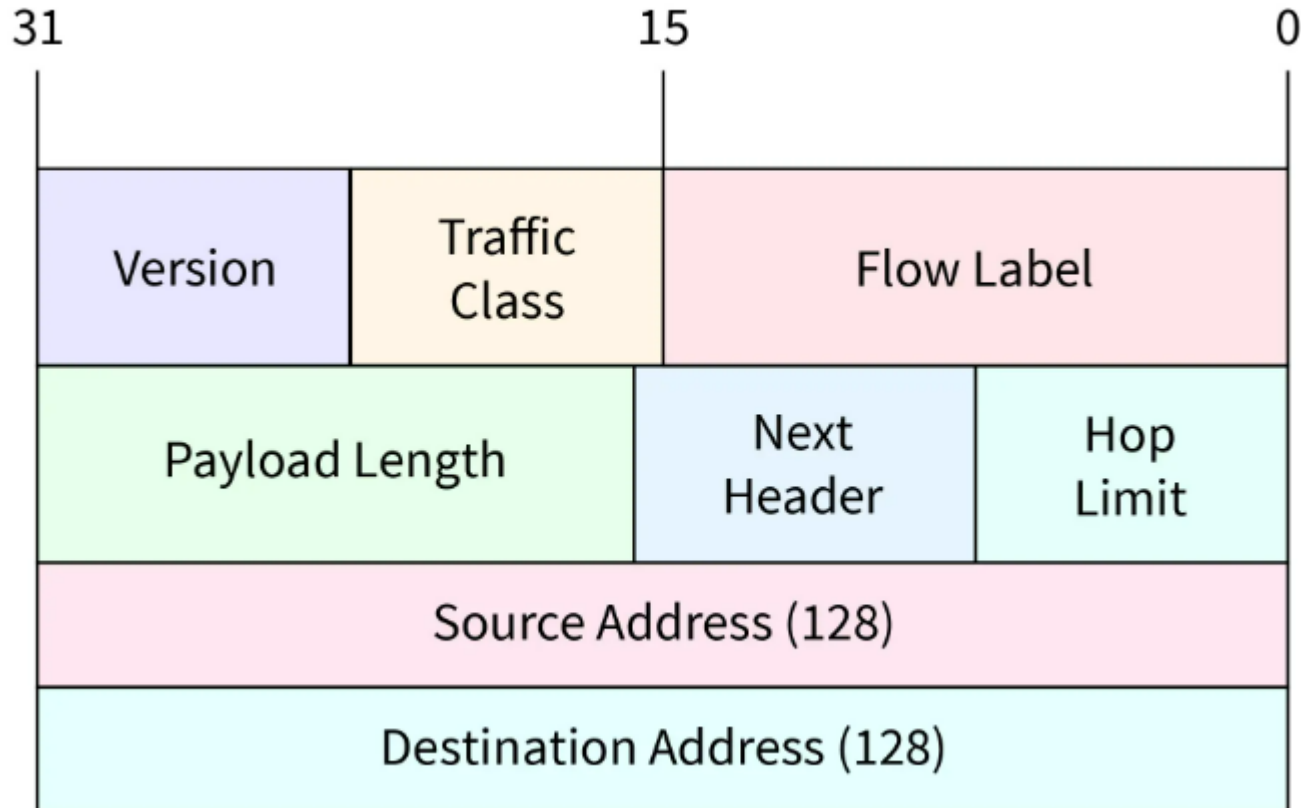 31 15 0
Version
Traffic
Class
Flow Label
Payload Length
Next
Header
Hop
Limit
Source Address (128)
Destination Address (128)